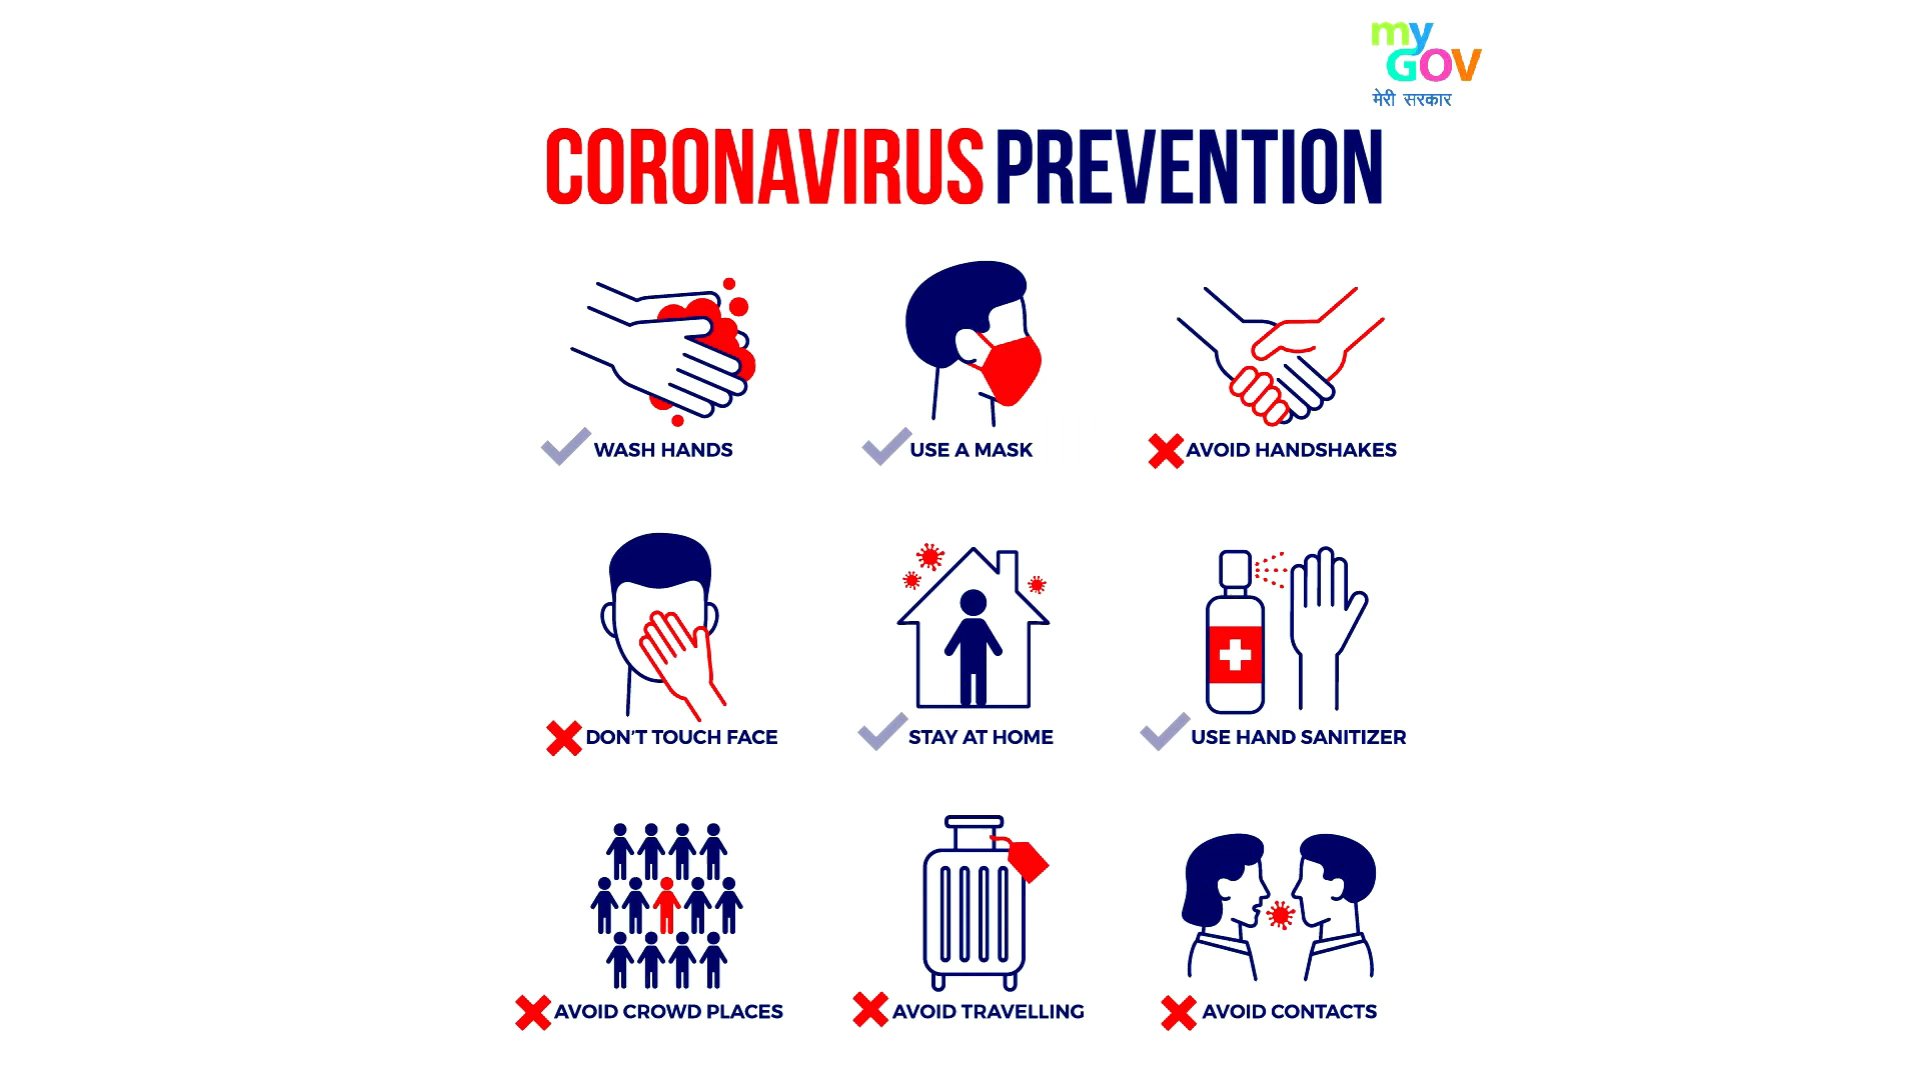 my
GOV
मेरी सरकार
CORONAVIRUS PREVENTION
WASH HANDS
USE A MASK
AVOID HANDSHAKES
DON'T TOUCH FACE
STAY AT HOME
USE HAND SANITIZER
AVOID CROWD PLACES
AVOID TRAVELLING
AVOID CONTACTS